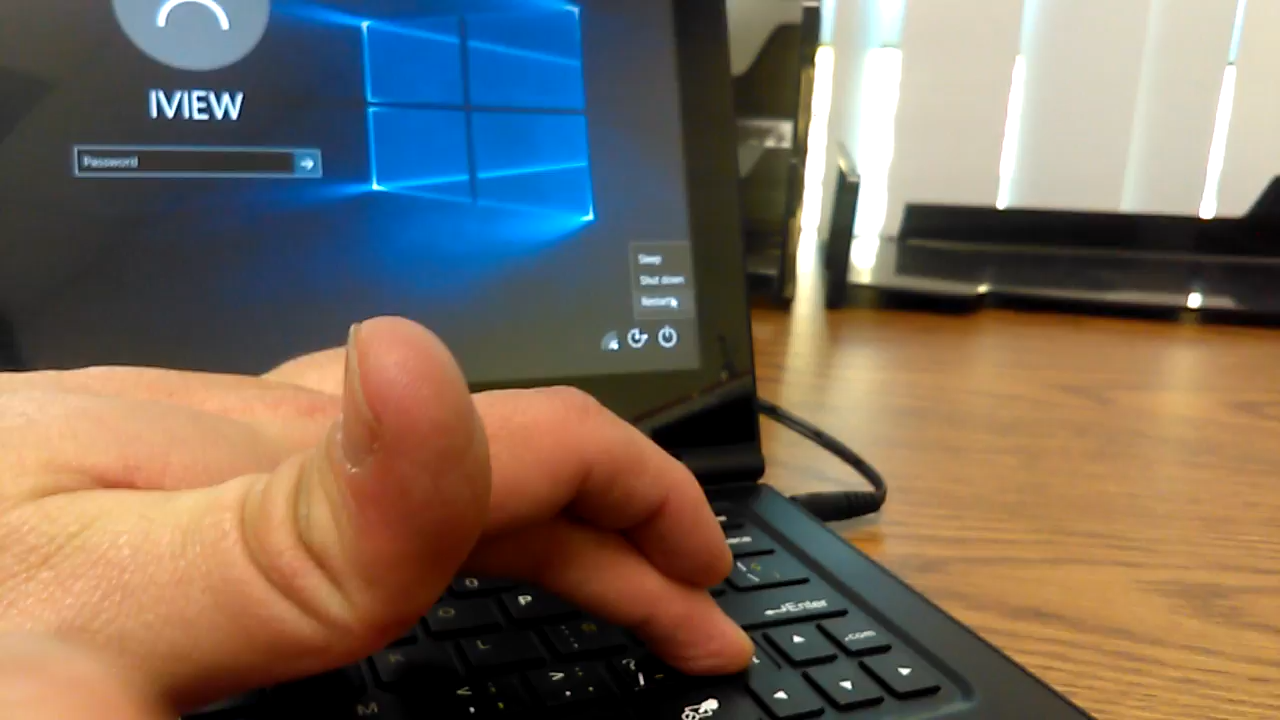 IVIEW
Password
Sleep
Shut down
Restart
O
P
Enter
L
.com
M